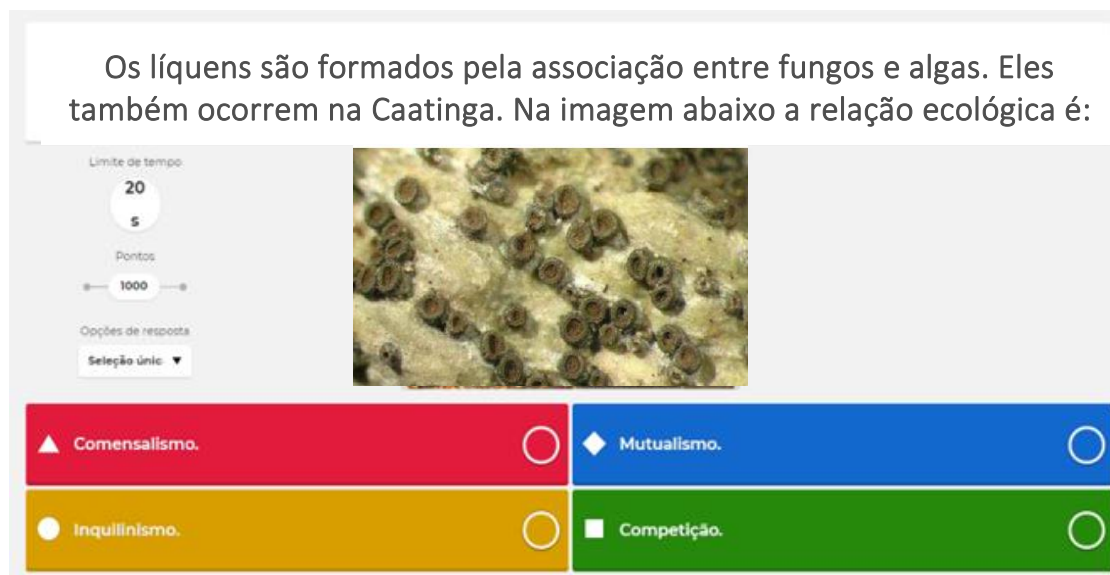 Os líquens são formados pela associação entre fungos e algas. Eles
também ocorrem na Caatinga. Na imagem abaixo a relação ecológica é:
Limite de tempo
20
s
Pontos
1000
Opções de resposta
Seleção únic
Comensalismo.
Mutualismo.
Inquilinismo.
Competição.